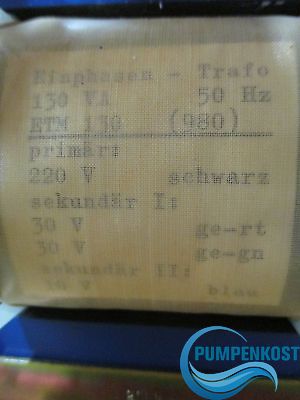 Einphasen - Trafo
130 VA 50 Hz
ETM 130 (980)
primär:
220 V schwarz
sekundär I:
30 V ge-rt
30 V ge-gn
sekundär II:
10 V blau
PUMPENKOST